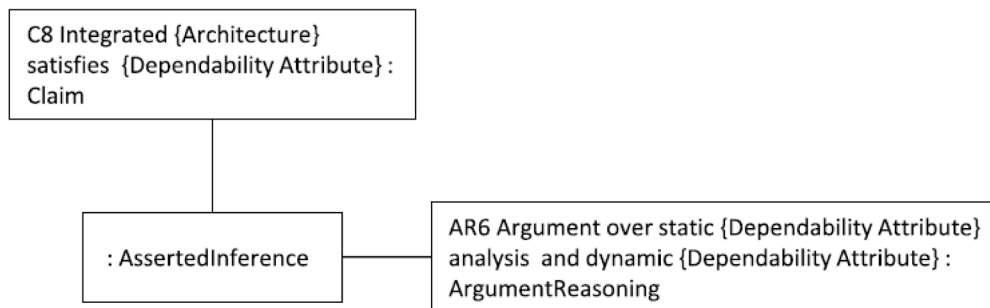 C8 Integrated {Architecture}
satisfies {Dependability Attribute} :
Claim
: AssertedInference
AR6 Argument over static {Dependability Attribute}
analysis and dynamic {Dependability Attribute} :
ArgumentReasoning